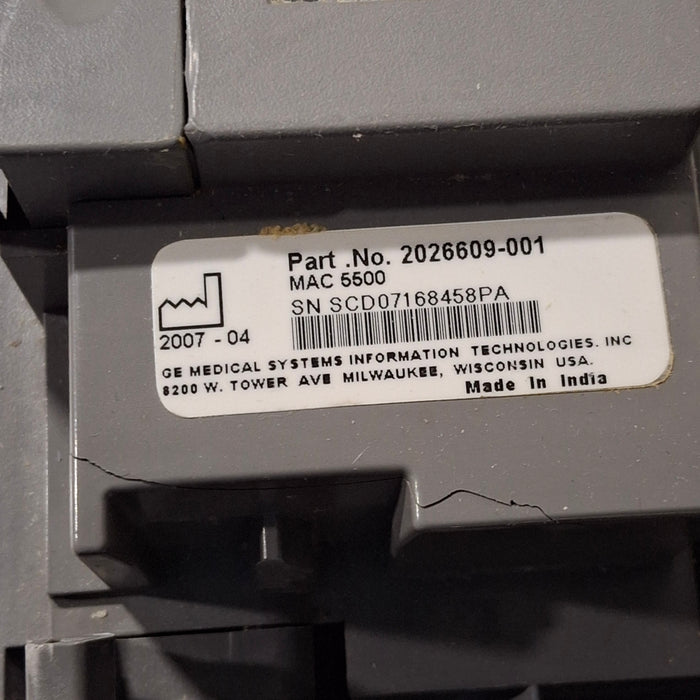 Part .No. 2026609-001
MAC 5500
SN SCD07168458PA
2007 - 04
GE MEDICAL SYSTEMS INFORMATION TECHNOLOGIES. INC
8200 W. TOWER AVE MILWAUKEE, WISCONSIN USA.
Made In India